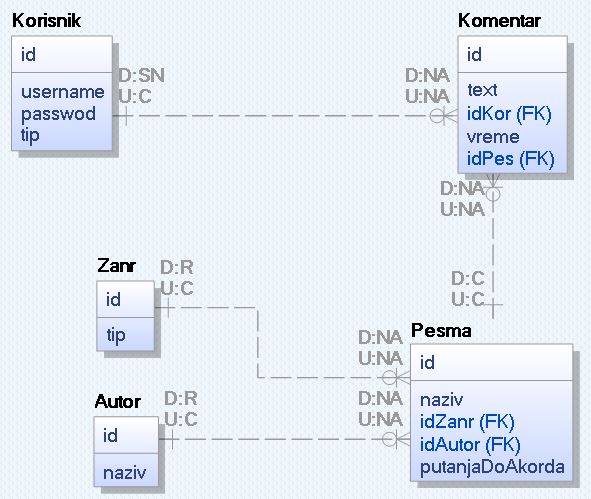 Korisnik
id
username
passwod
tip
D:SN
U:C
D:NA
U:NA
Komentar
id
text
idKor (FK)
vreme
idPes (FK)
D:NA
U:NA
D:C
U:C
Zanr
id
tip
D:R
U:C
D:NA
U:NA
Autor
id
naziv
D:R
U:C
D:NA
U:NA
Pesma
id
naziv
idZanr (FK)
idAutor (FK)
putanjaDoAkorda